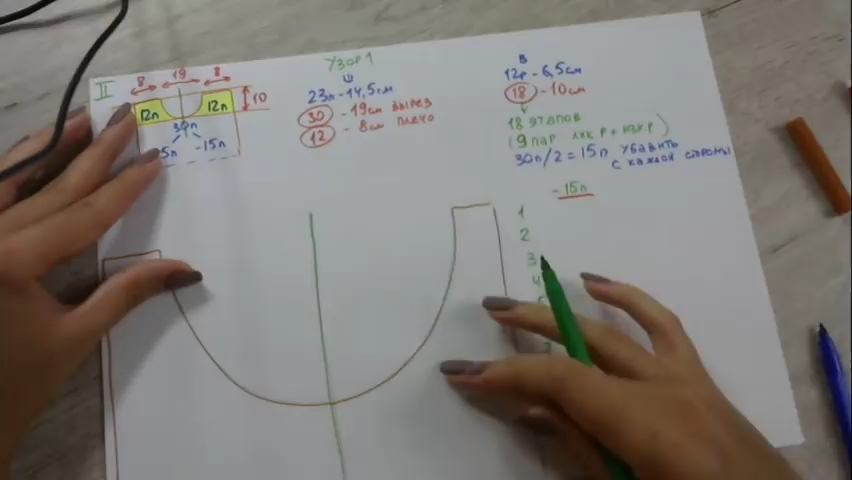 II
8 19 8
12п 12п
10
30п
-15п
УЗОР 1
23п - 14,5см
30 - 19см вырез
12 - 8см плечо
В
12р - 6,5см
18 - 10см
18 этапов
(9 пар лиц р + изн р)
30п/2 = 15п убавить
с каждой стороны
-15п
1
2
3
4